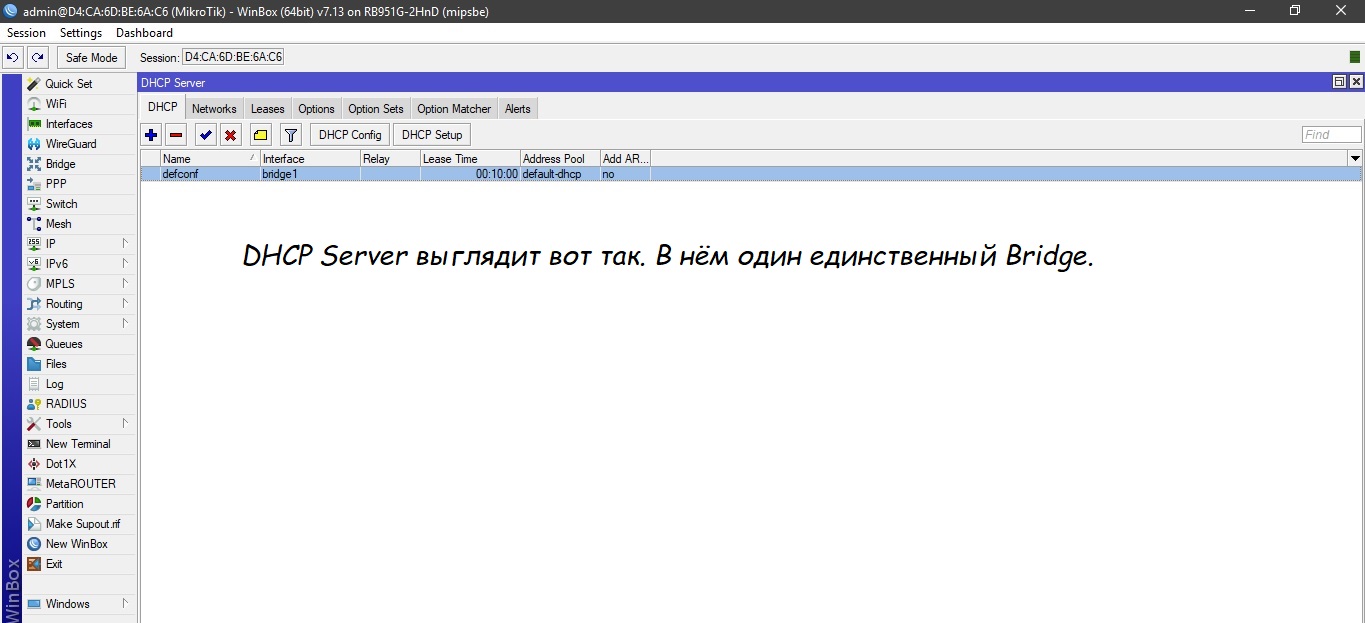 admin@D4:CA:6D:BE:6A:C6 (MikroTik) - WinBox (64bit) v7.13 on RB951G-2HnD (mipsbe)
Session Settings Dashboard
Safe Mode Session: D4:CA:6D:BE:6A:C6
Quick Set
WiFi
Interfaces
WireGuard
Bridge
PPP
Switch
Mesh
IP
IPv6
MPLS
Routing
System
Queues
Files
Log
RADIUS
Tools
New Terminal
Dot1X
MetaROUTER
Partition
Make Supout.rif
New WinBox
Exit
Windows
WinBox
DHCP Server
DHCP Networks Leases Options Option Sets Option Matcher Alerts
DHCP Config DHCP Setup Find
Name Interface Relay Lease Time Address Pool Add AR...
defconf bridge1 00:10:00 default-dhcp no
DHCP Server выглядит вот так. В нём один единственный Bridge.